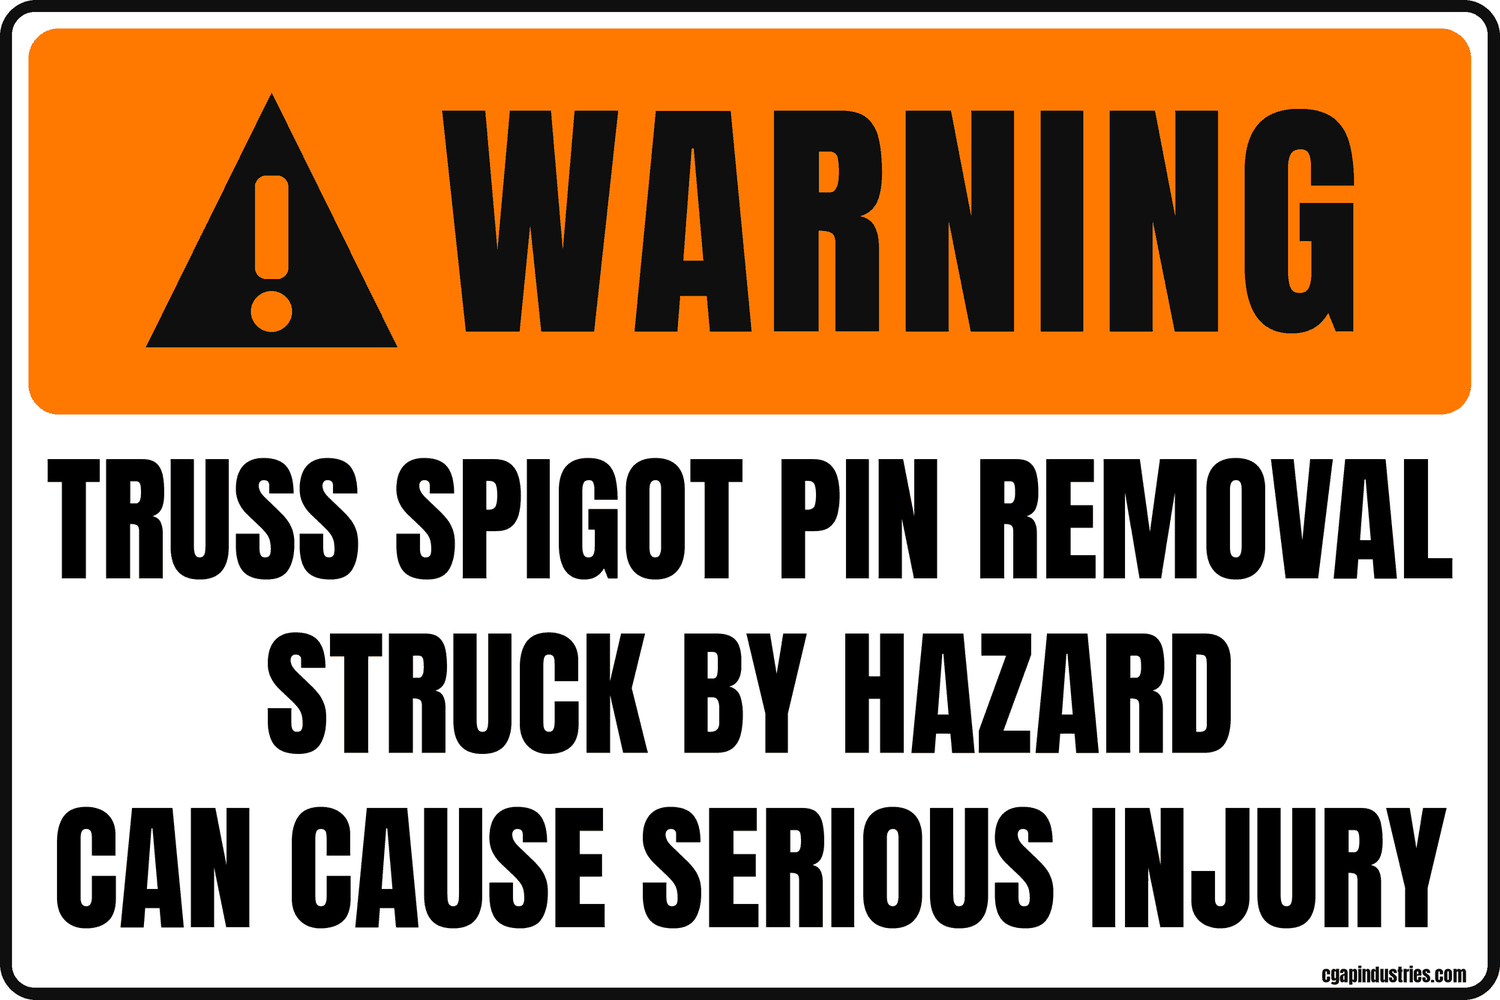 WARNING
TRUSS SPIGOT PIN REMOVAL
STRUCK BY HAZARD
CAN CAUSE SERIOUS INJURY
cgapindustries.com